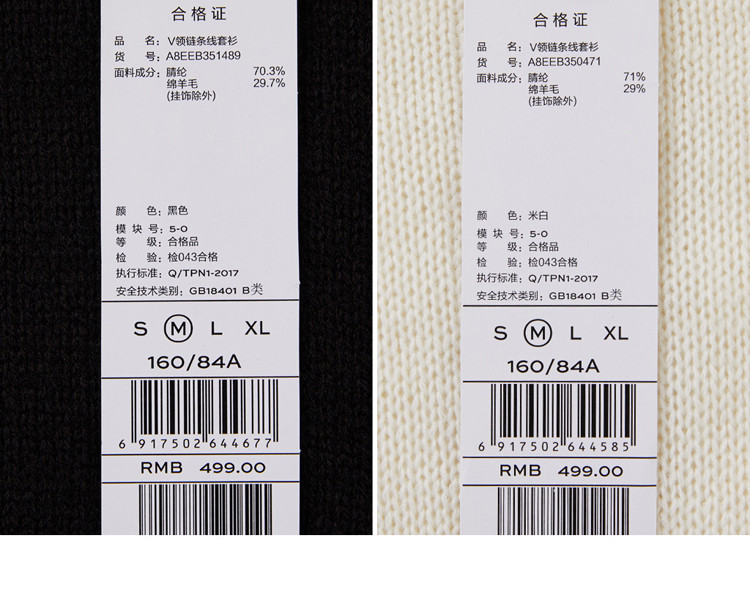 合格证
品 名：V领链条线套衫
货 号：A8EEB351489
面料成分：腈纶 70.3%
绵羊毛 29.7%
(挂饰除外)
颜 色：黑色
模 块 号：5-0
等 级：合格品
检 验：检043合格
执行标准：Q/TPN1-2017
安全技术类别：GB18401 B类
S M L XL
160/84A
6 917502 644677
RMB 499.00
合格证
品 名：V领链条线套衫
货 号：A8EEB350471
面料成分：腈纶 71%
绵羊毛 29%
(挂饰除外)
颜 色：米白
模 块 号：5-0
等 级：合格品
检 验：检043合格
执行标准：Q/TPN1-2017
安全技术类别：GB18401 B类
S M L XL
160/84A
6 917502 644585
RMB 499.00